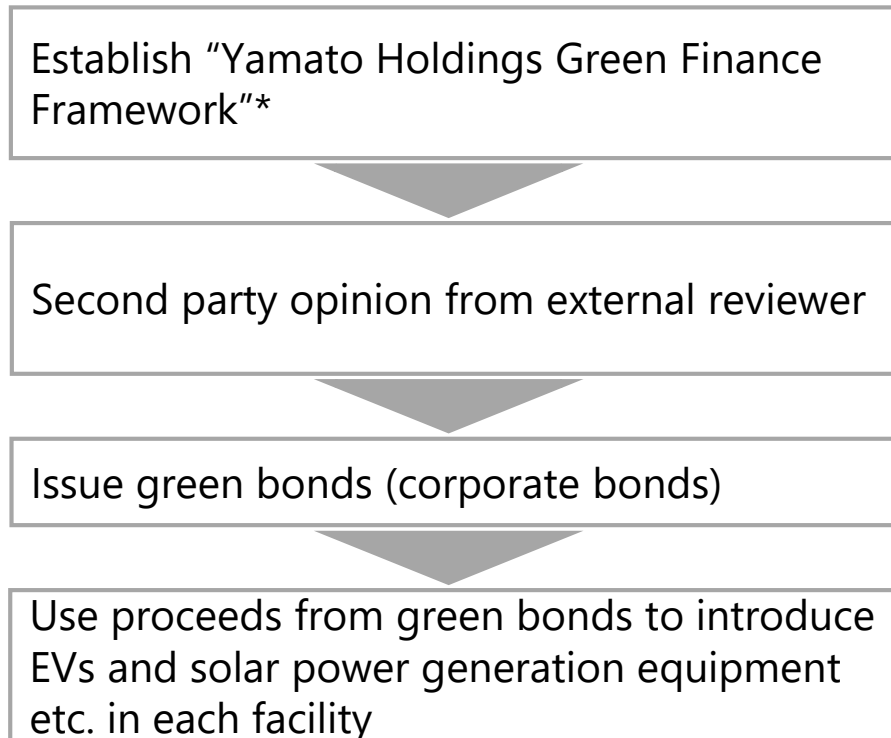 Establish “Yamato Holdings Green Finance
Framework”*
Second party opinion from external reviewer
Issue green bonds (corporate bonds)
Use proceeds from green bonds to introduce
EVs and solar power generation equipment
etc. in each facility